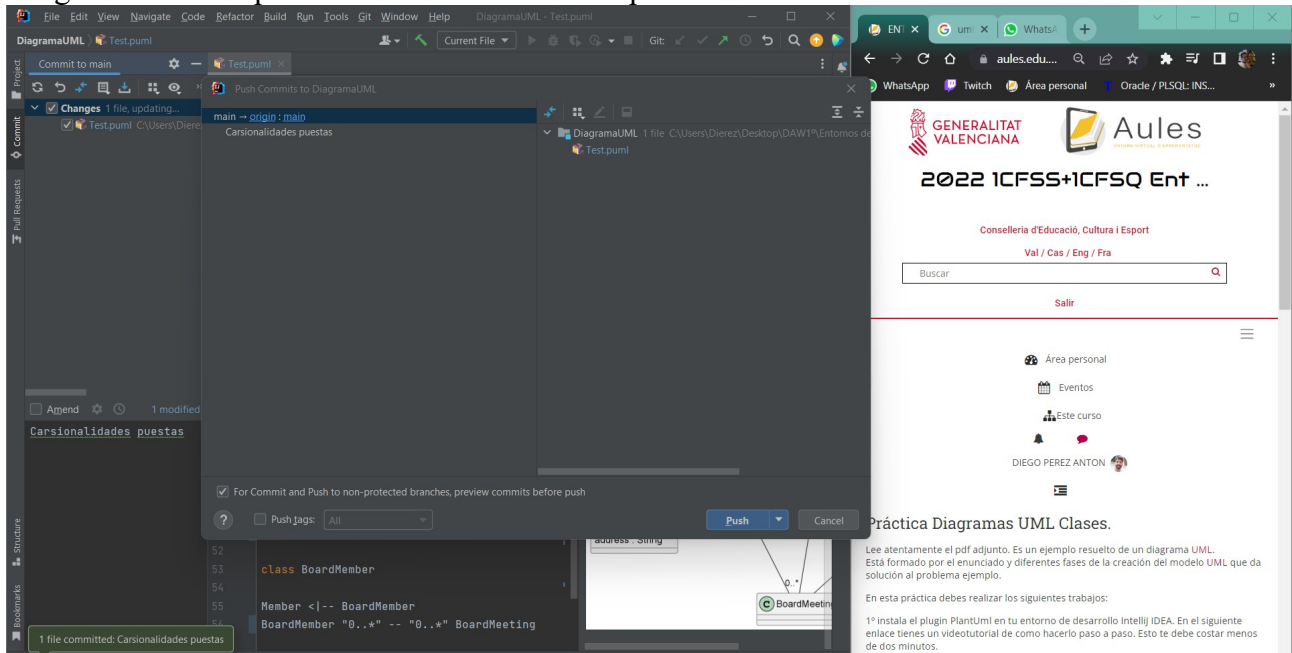 File Edit View Navigate Code Refactor Build Run Tools Git Window Help DiagramaUML - Test.puml
DiagramaUML Test.puml
Current File
Git:
Project
Commit
Pull Requests
Structure
Bookmarks
Commit to main
Test.puml
Changes 1 file, updating...
Test.puml C:\Users\Diere
Amend
1 modified
Carsionalidades puestas
Push Commits to DiagramaUML
main → origin : main
Carsionalidades puestas
DiagramaUML 1 file C:\Users\Dierez\Desktop\DAW1º\Entornos de
Test.puml
For Commit and Push to non-protected branches, preview commits before push
?
Push tags: All
Push
Cancel
52
53 class BoardMember
54
55 Member <|-- BoardMember
56 BoardMember "0..*" -- "0..*" BoardMeeting
address : String
0..*
C BoardMeetin
1 file committed: Carsionalidades puestas
ENT
G um
WhatsA
aules.edu....
WhatsApp Twitch Área personal Oracle / PLSQL: INS... »
GENERALITAT
VALENCIANA
Aules
2022 1CFSS+1CFSQ Ent ...
Conselleria d'Educació, Cultura i Esport
Val / Cas / Eng / Fra
Buscar
Salir
Área personal
Eventos
Este curso
DIEGO PEREZ ANTON
Práctica Diagramas UML Clases.
Lee atentamente el pdf adjunto. Es un ejemplo resuelto de un diagrama UML.
Está formado por el enunciado y diferentes fases de la creación del modelo UML que da
solución al problema ejemplo.
En esta práctica debes realizar los siguientes trabajos:
1º instala el plugin PlantUml en tu entorno de desarrollo Intellij IDEA. En el siguiente
enlace tienes un videotutorial de como hacerlo paso a paso. Esto te debe costar menos
de dos minutos.